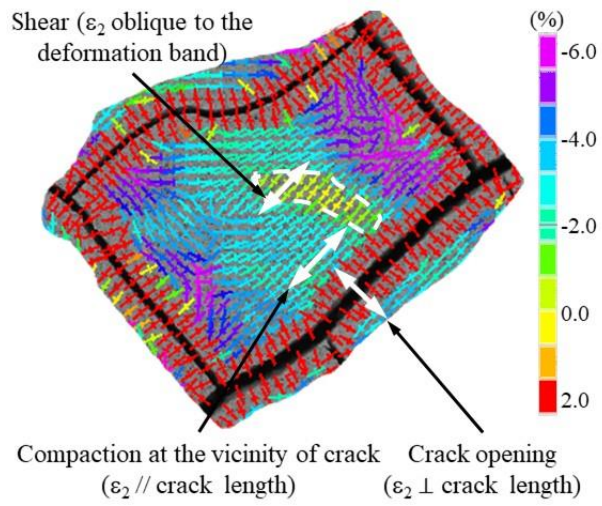 Shear (ε₂ oblique to the
deformation band)
(%)
-6.0
-4.0
-2.0
0.0
2.0
Compaction at the vicinity of crack
(ε₂ // crack length)
Crack opening
(ε₂ ⊥ crack length)